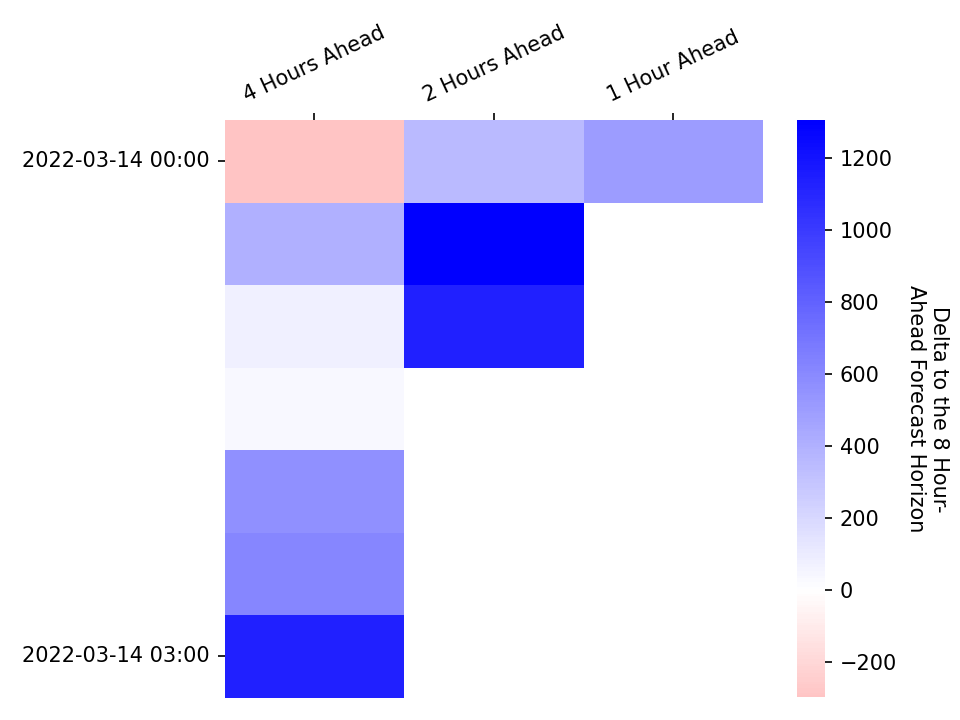 4 Hours Ahead
2 Hours Ahead
1 Hour Ahead
2022-03-14 00:00
2022-03-14 03:00
1200
1000
800
600
400
200
0
−200
Delta to the 8 Hour-
Ahead Forecast Horizon